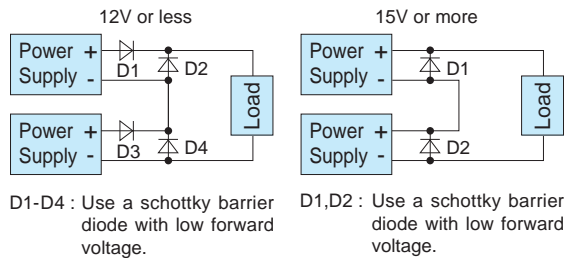 12V or less
Power +
Supply -
D1
D2
Load
Power +
Supply -
D3
D4
D1-D4 : Use a schottky barrier
diode with low forward
voltage.
15V or more
Power +
Supply -
D1
Load
Power +
Supply -
D2
D1,D2 : Use a schottky barrier
diode with low forward
voltage.